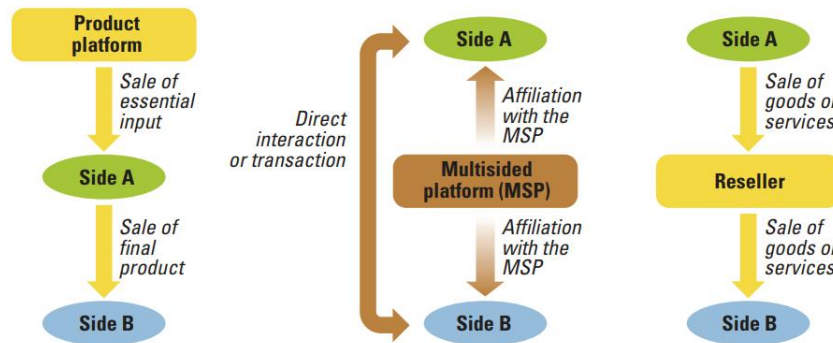 Product
platform
Sale of
essential
input
Side A
Sale of
final
product
Side B
Direct
interaction
or transaction
Side A
Affiliation
with the
MSP
Multisided
platform (MSP)
Affiliation
with the
MSP
Side B
Side A
Sale of
goods or
services
Reseller
Sale of
goods or
services
Side B